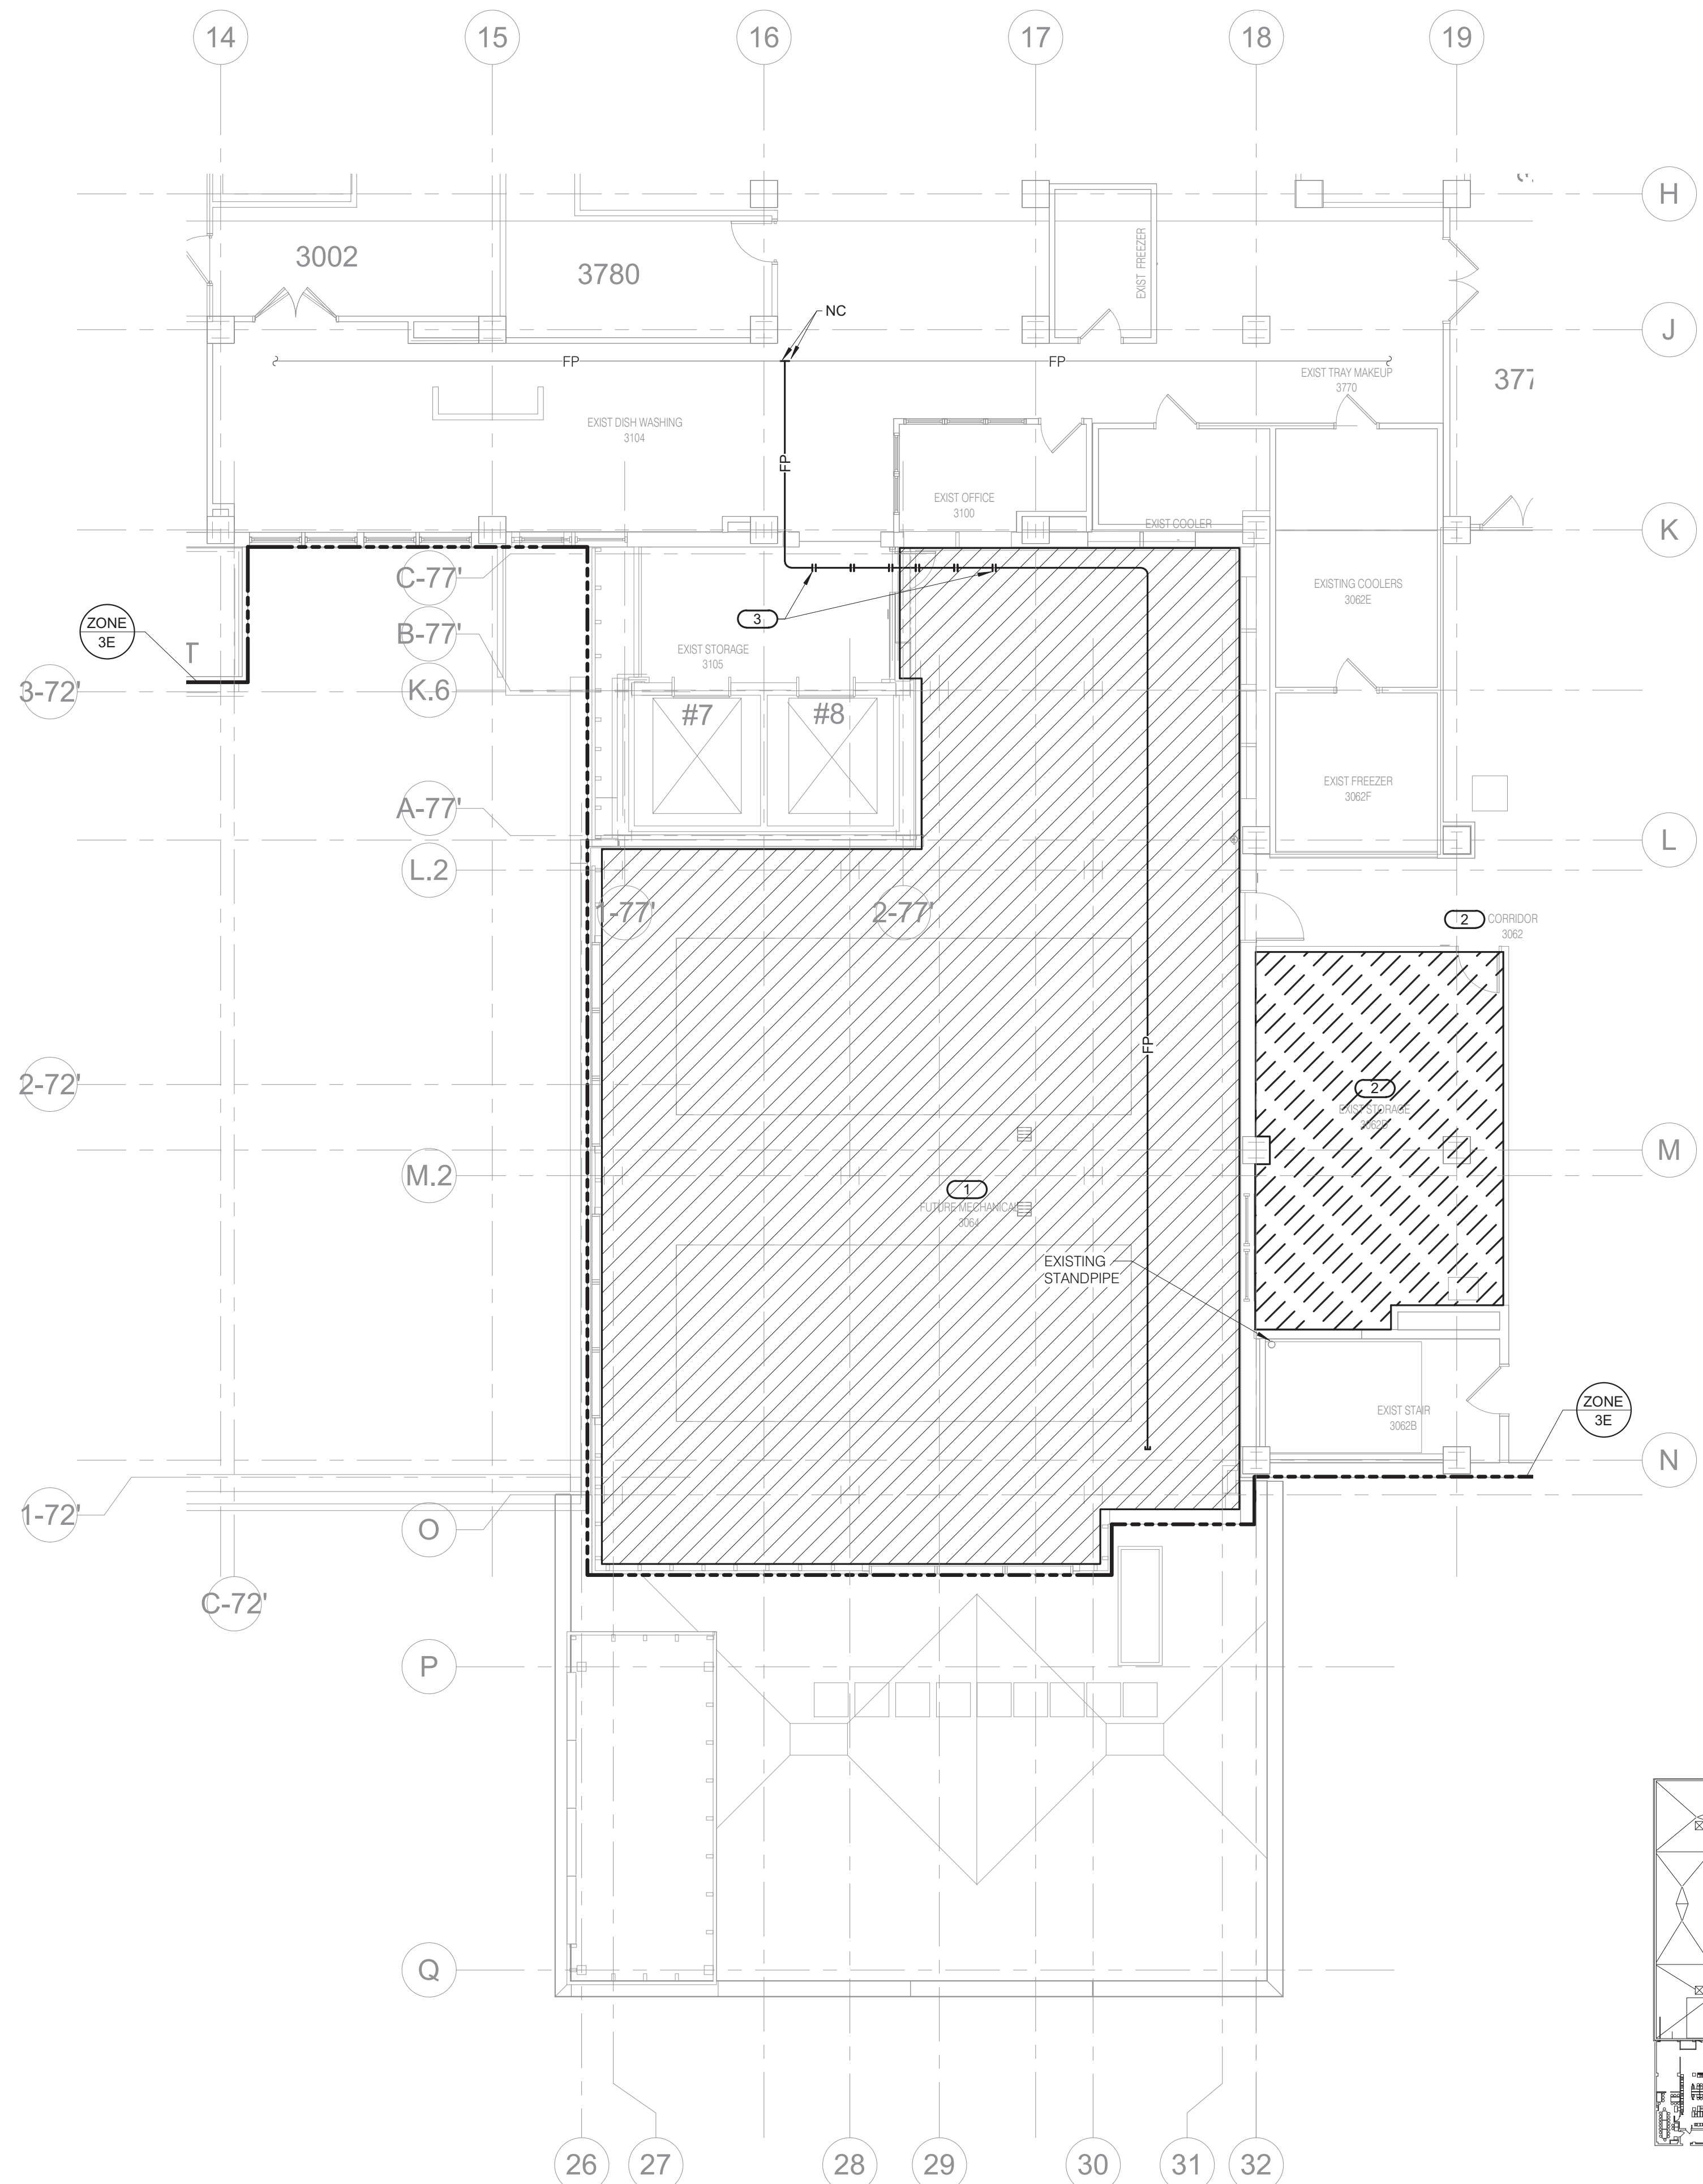 14
15
16
17
18
19
H
3002
3780
EXIST FREEZER
NC
J
FP
FP
EXIST TRAY MAKEUP
3770
377
EXIST DISH WASHING
3104
FP
EXIST OFFICE
3100
EXIST COOLER
K
C-77'
EXISTING COOLERS
3062E
ZONE
3E
3
B-77'
T
EXIST STORAGE
3105
3-72'
K.6
#7
#8
EXIST FREEZER
3062F
A-77'
L
L.2
1-77'
2-77'
2
CORRIDOR
3062
FP
2-72'
2
EXIST STORAGE
3062D
M
M.2
1
FUTURE MECHANICAL
3064
EXISTING
STANDPIPE
ZONE
3E
EXIST STAIR
3062B
N
1-72'
O
C-72'
P
Q
26
27
28
29
30
31
32